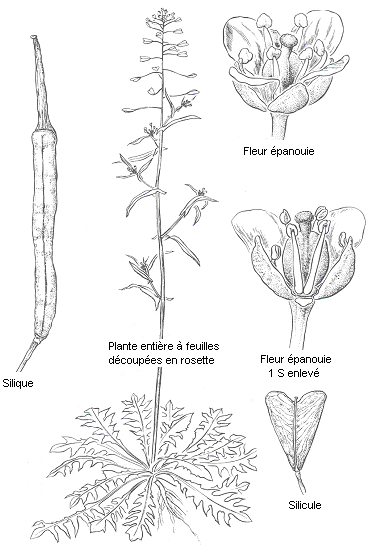 Fleur épanouie
Plante entière à feuilles
découpées en rosette
Fleur épanouie
1 S enlevé
Silique
Silicule